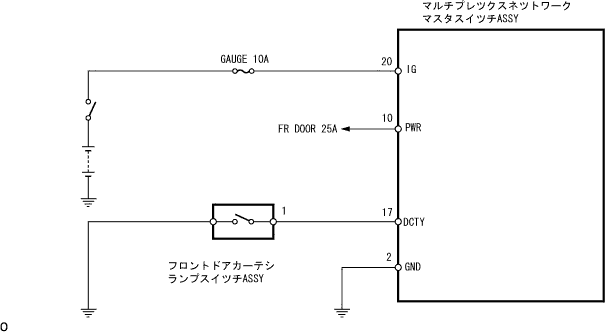 マルチプレックスネットワーク
マスタスイッチASSY
GAUGE 10A
20
IG
10
FR DOOR 25A
PWR
1
17
DCTY
2
GND
フロントドアカーテシ
ランプスイッチASSY
O